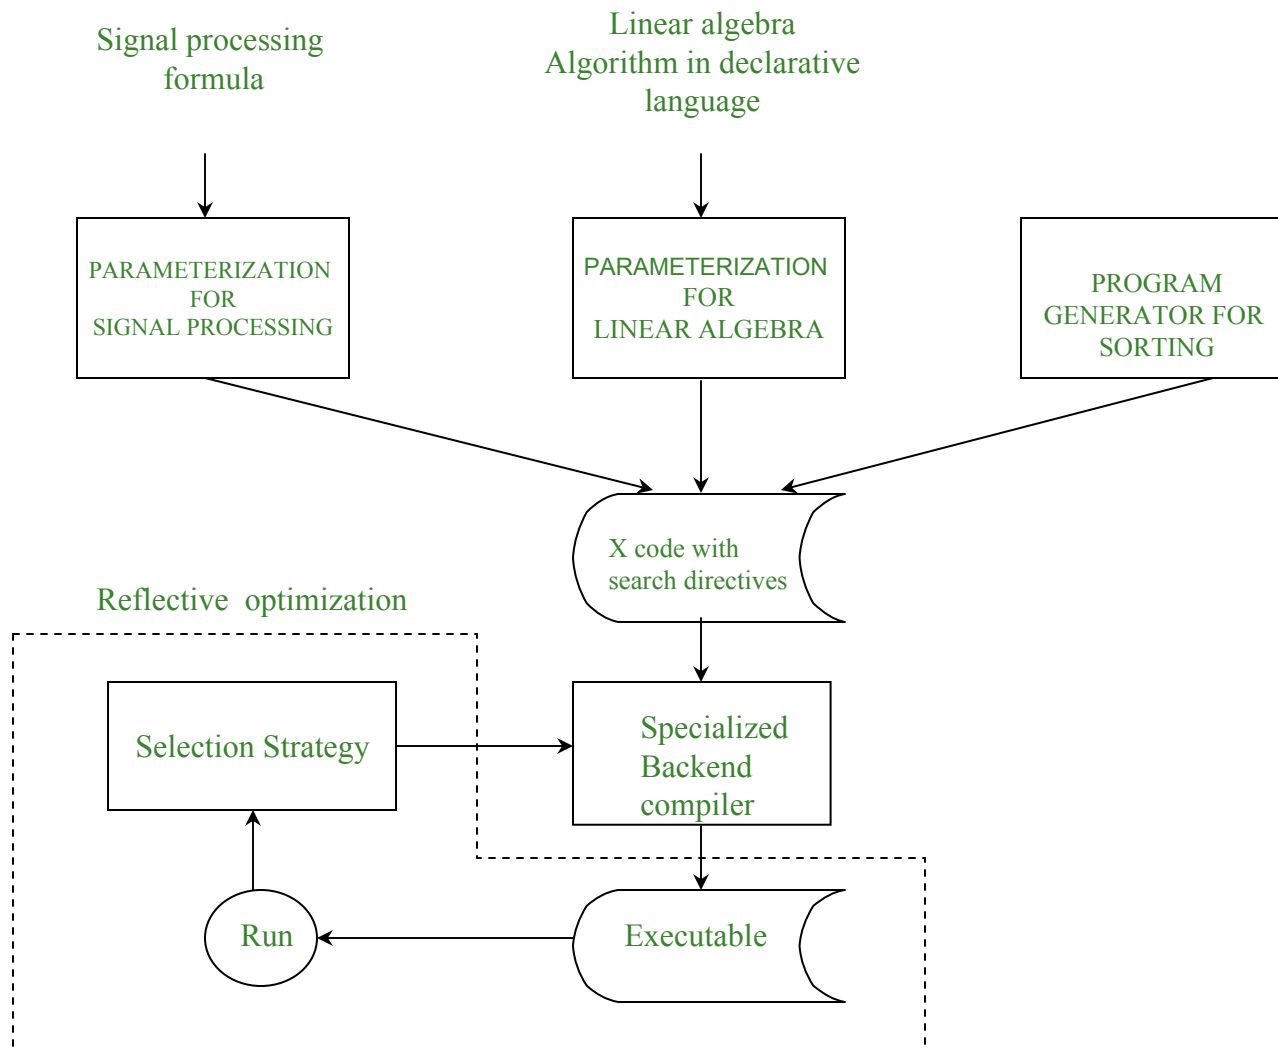 Signal processing
formula
Linear algebra
Algorithm in declarative
language
PARAMETERIZATION
FOR
SIGNAL PROCESSING
PARAMETERIZATION
FOR
LINEAR ALGEBRA
PROGRAM
GENERATOR FOR
SORTING
X code with
search directives
Reflective  optimization
Selection Strategy
Specialized
Backend
compiler
Run
Executable